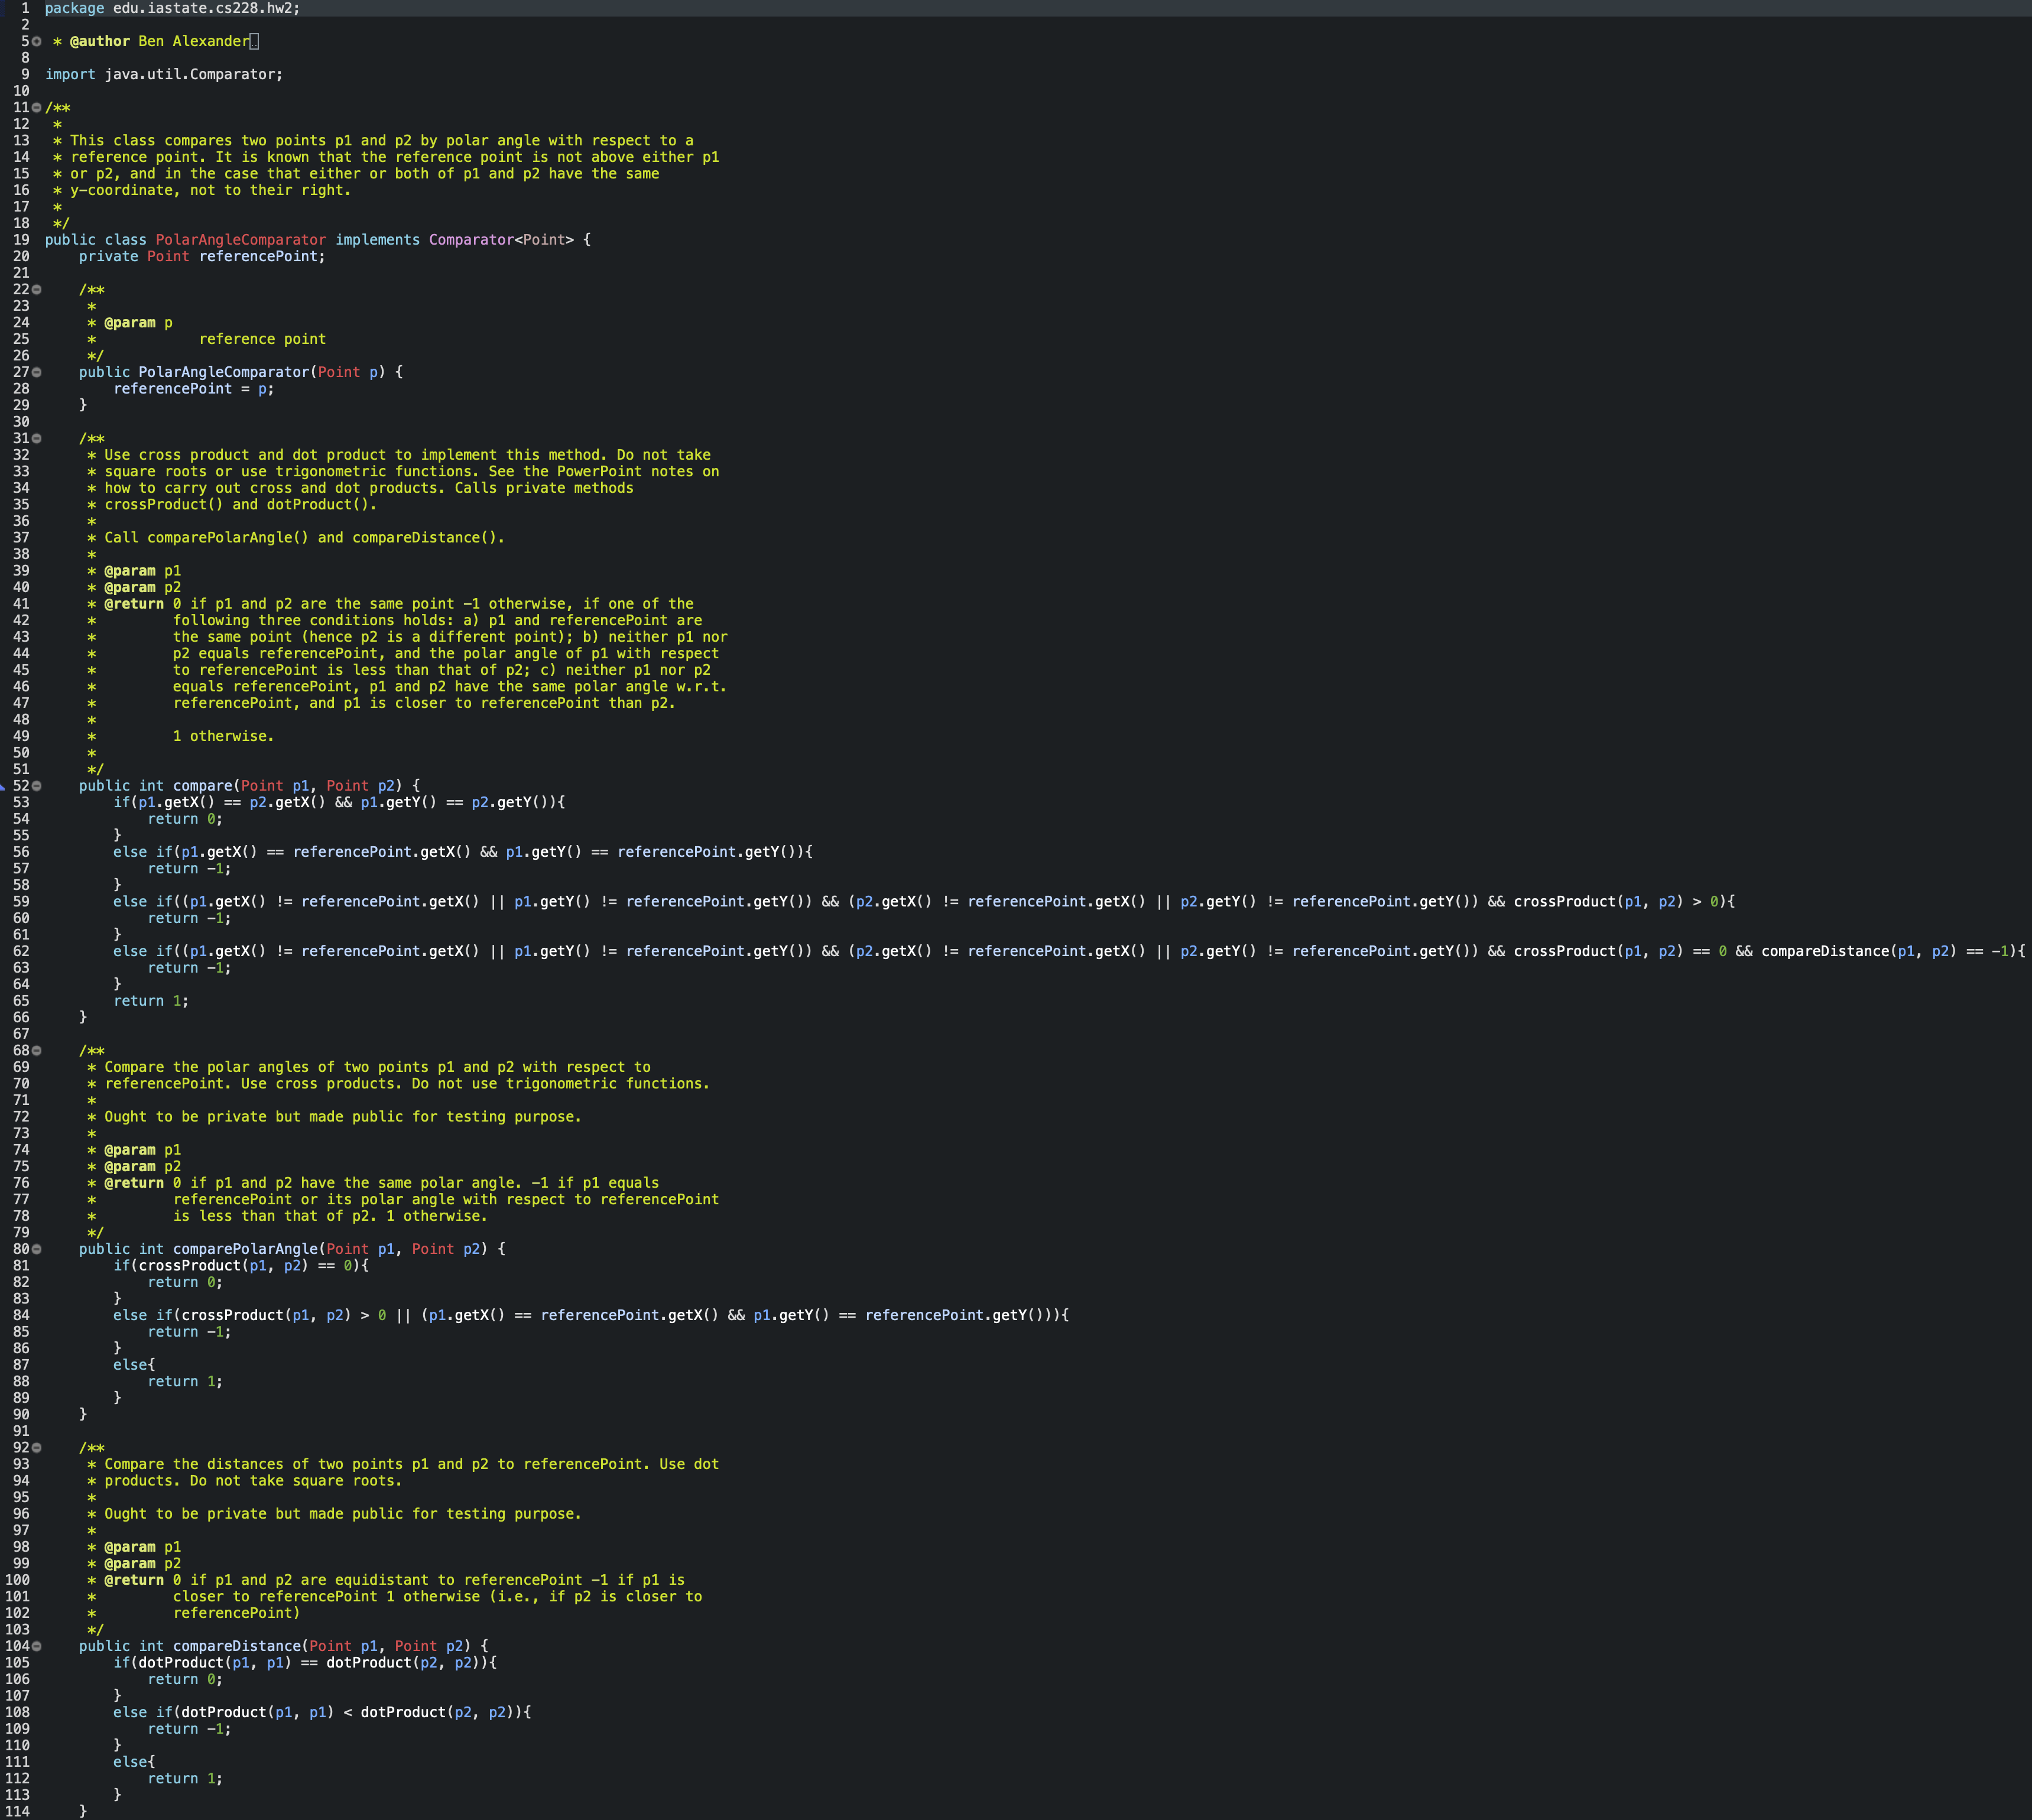 1 package edu.iastate.cs228.hw2;
2
5 * @author Ben Alexander
8
9 import java.util.Comparator;
10
11 /**
12 *
13 * This class compares two points p1 and p2 by polar angle with respect to a
14 * reference point. It is known that the reference point is not above either p1
15 * or p2, and in the case that either or both of p1 and p2 have the same
16 * y-coordinate, not to their right.
17 *
18 */
19 public class PolarAngleComparator implements Comparator<Point> {
20 private Point referencePoint;
21
22 /**
23 *
24 * @param p
25 * reference point
26 */
27 public PolarAngleComparator(Point p) {
28 referencePoint = p;
29 }
30
31 /**
32 * Use cross product and dot product to implement this method. Do not take
33 * square roots or use trigonometric functions. See the PowerPoint notes on
34 * how to carry out cross and dot products. Calls private methods
35 * crossProduct() and dotProduct().
36 *
37 * Call comparePolarAngle() and compareDistance().
38 *
39 * @param p1
40 * @param p2
41 * @return 0 if p1 and p2 are the same point -1 otherwise, if one of the
42 * following three conditions holds: a) p1 and referencePoint are
43 * the same point (hence p2 is a different point); b) neither p1 nor
44 * p2 equals referencePoint, and the polar angle of p1 with respect
45 * to referencePoint is less than that of p2; c) neither p1 nor p2
46 * equals referencePoint, p1 and p2 have the same polar angle w.r.t.
47 * referencePoint, and p1 is closer to referencePoint than p2.
48 *
49 * 1 otherwise.
50 *
51 */
52 public int compare(Point p1, Point p2) {
53 if(p1.getX() == p2.getX() && p1.getY() == p2.getY()){
54 return 0;
55 }
56 else if(p1.getX() == referencePoint.getX() && p1.getY() == referencePoint.getY()){
57 return -1;
58 }
59 else if((p1.getX() != referencePoint.getX() || p1.getY() != referencePoint.getY()) && (p2.getX() != referencePoint.getX() || p2.getY() != referencePoint.getY()) && crossProduct(p1, p2) > 0){
60 return -1;
61 }
62 else if((p1.getX() != referencePoint.getX() || p1.getY() != referencePoint.getY()) && (p2.getX() != referencePoint.getX() || p2.getY() != referencePoint.getY()) && crossProduct(p1, p2) == 0 && compareDistance(p1, p2) == -1){
63 return -1;
64 }
65 return 1;
66 }
67
68 /**
69 * Compare the polar angles of two points p1 and p2 with respect to
70 * referencePoint. Use cross products. Do not use trigonometric functions.
71 *
72 * Ought to be private but made public for testing purpose.
73 *
74 * @param p1
75 * @param p2
76 * @return 0 if p1 and p2 have the same polar angle. -1 if p1 equals
77 * referencePoint or its polar angle with respect to referencePoint
78 * is less than that of p2. 1 otherwise.
79 */
80 public int comparePolarAngle(Point p1, Point p2) {
81 if(crossProduct(p1, p2) == 0){
82 return 0;
83 }
84 else if(crossProduct(p1, p2) > 0 || (p1.getX() == referencePoint.getX() && p1.getY() == referencePoint.getY())){
85 return -1;
86 }
87 else{
88 return 1;
89 }
90 }
91
92 /**
93 * Compare the distances of two points p1 and p2 to referencePoint. Use dot
94 * products. Do not take square roots.
95 *
96 * Ought to be private but made public for testing purpose.
97 *
98 * @param p1
99 * @param p2
100 * @return 0 if p1 and p2 are equidistant to referencePoint -1 if p1 is
101 * closer to referencePoint 1 otherwise (i.e., if p2 is closer to
102 * referencePoint)
103 */
104 public int compareDistance(Point p1, Point p2) {
105 if(dotProduct(p1, p1) == dotProduct(p2, p2)){
106 return 0;
107 }
108 else if(dotProduct(p1, p1) < dotProduct(p2, p2)){
109 return -1;
110 }
111 else{
112 return 1;
113 }
114 }